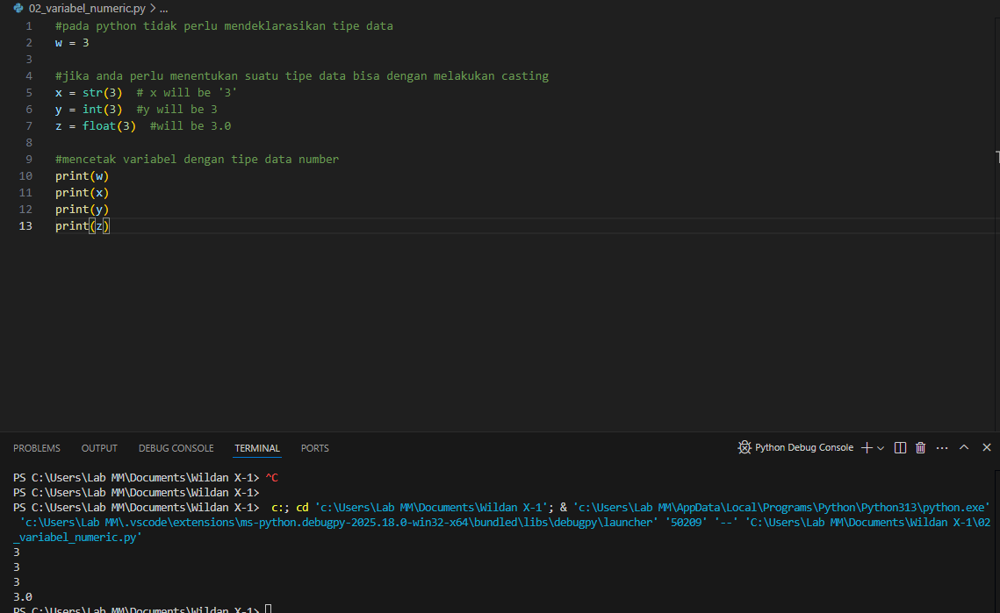 02_variabel_numeric.py > ...
1 #pada python tidak perlu mendeklarasikan tipe data
2 w = 3
3
4 #jika anda perlu menentukan suatu tipe data bisa dengan melakukan casting
5 x = str(3)  # x will be '3'
6 y = int(3)  #y will be 3
7 z = float(3)  #will be 3.0
8
9 #mencetak variabel dengan tipe data number
10 print(w)
11 print(x)
12 print(y)
13 print(z)
PROBLEMS OUTPUT DEBUG CONSOLE TERMINAL PORTS Python Debug Console
PS C:\Users\Lab MM\Documents\Wildan X-1> ^C
PS C:\Users\Lab MM\Documents\Wildan X-1>
PS C:\Users\Lab MM\Documents\Wildan X-1>  c:; cd 'c:\Users\Lab MM\Documents\Wildan X-1'; & 'c:\Users\Lab MM\AppData\Local\Programs\Python\Python313\python.exe'
'c:\Users\Lab MM\.vscode\extensions\ms-python.debugpy-2025.18.0-win32-x64\bundled\libs\debugpy\launcher' '50209' '--' 'C:\Users\Lab MM\Documents\Wildan X-1\02
_variabel_numeric.py'
3
3
3
3.0
PS C:\Users\Lab MM\Documents\Wildan X-1>